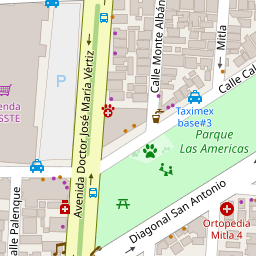 Mitla
Calle Monte Albán
Avenida Doctor José María Vértiz
P
Calle Cal
enda
SSTE
Taximex
base#3
Parque
Las Americas
Diagonal San Antonio
alle Palenque
Ortopedia
Mitla 4